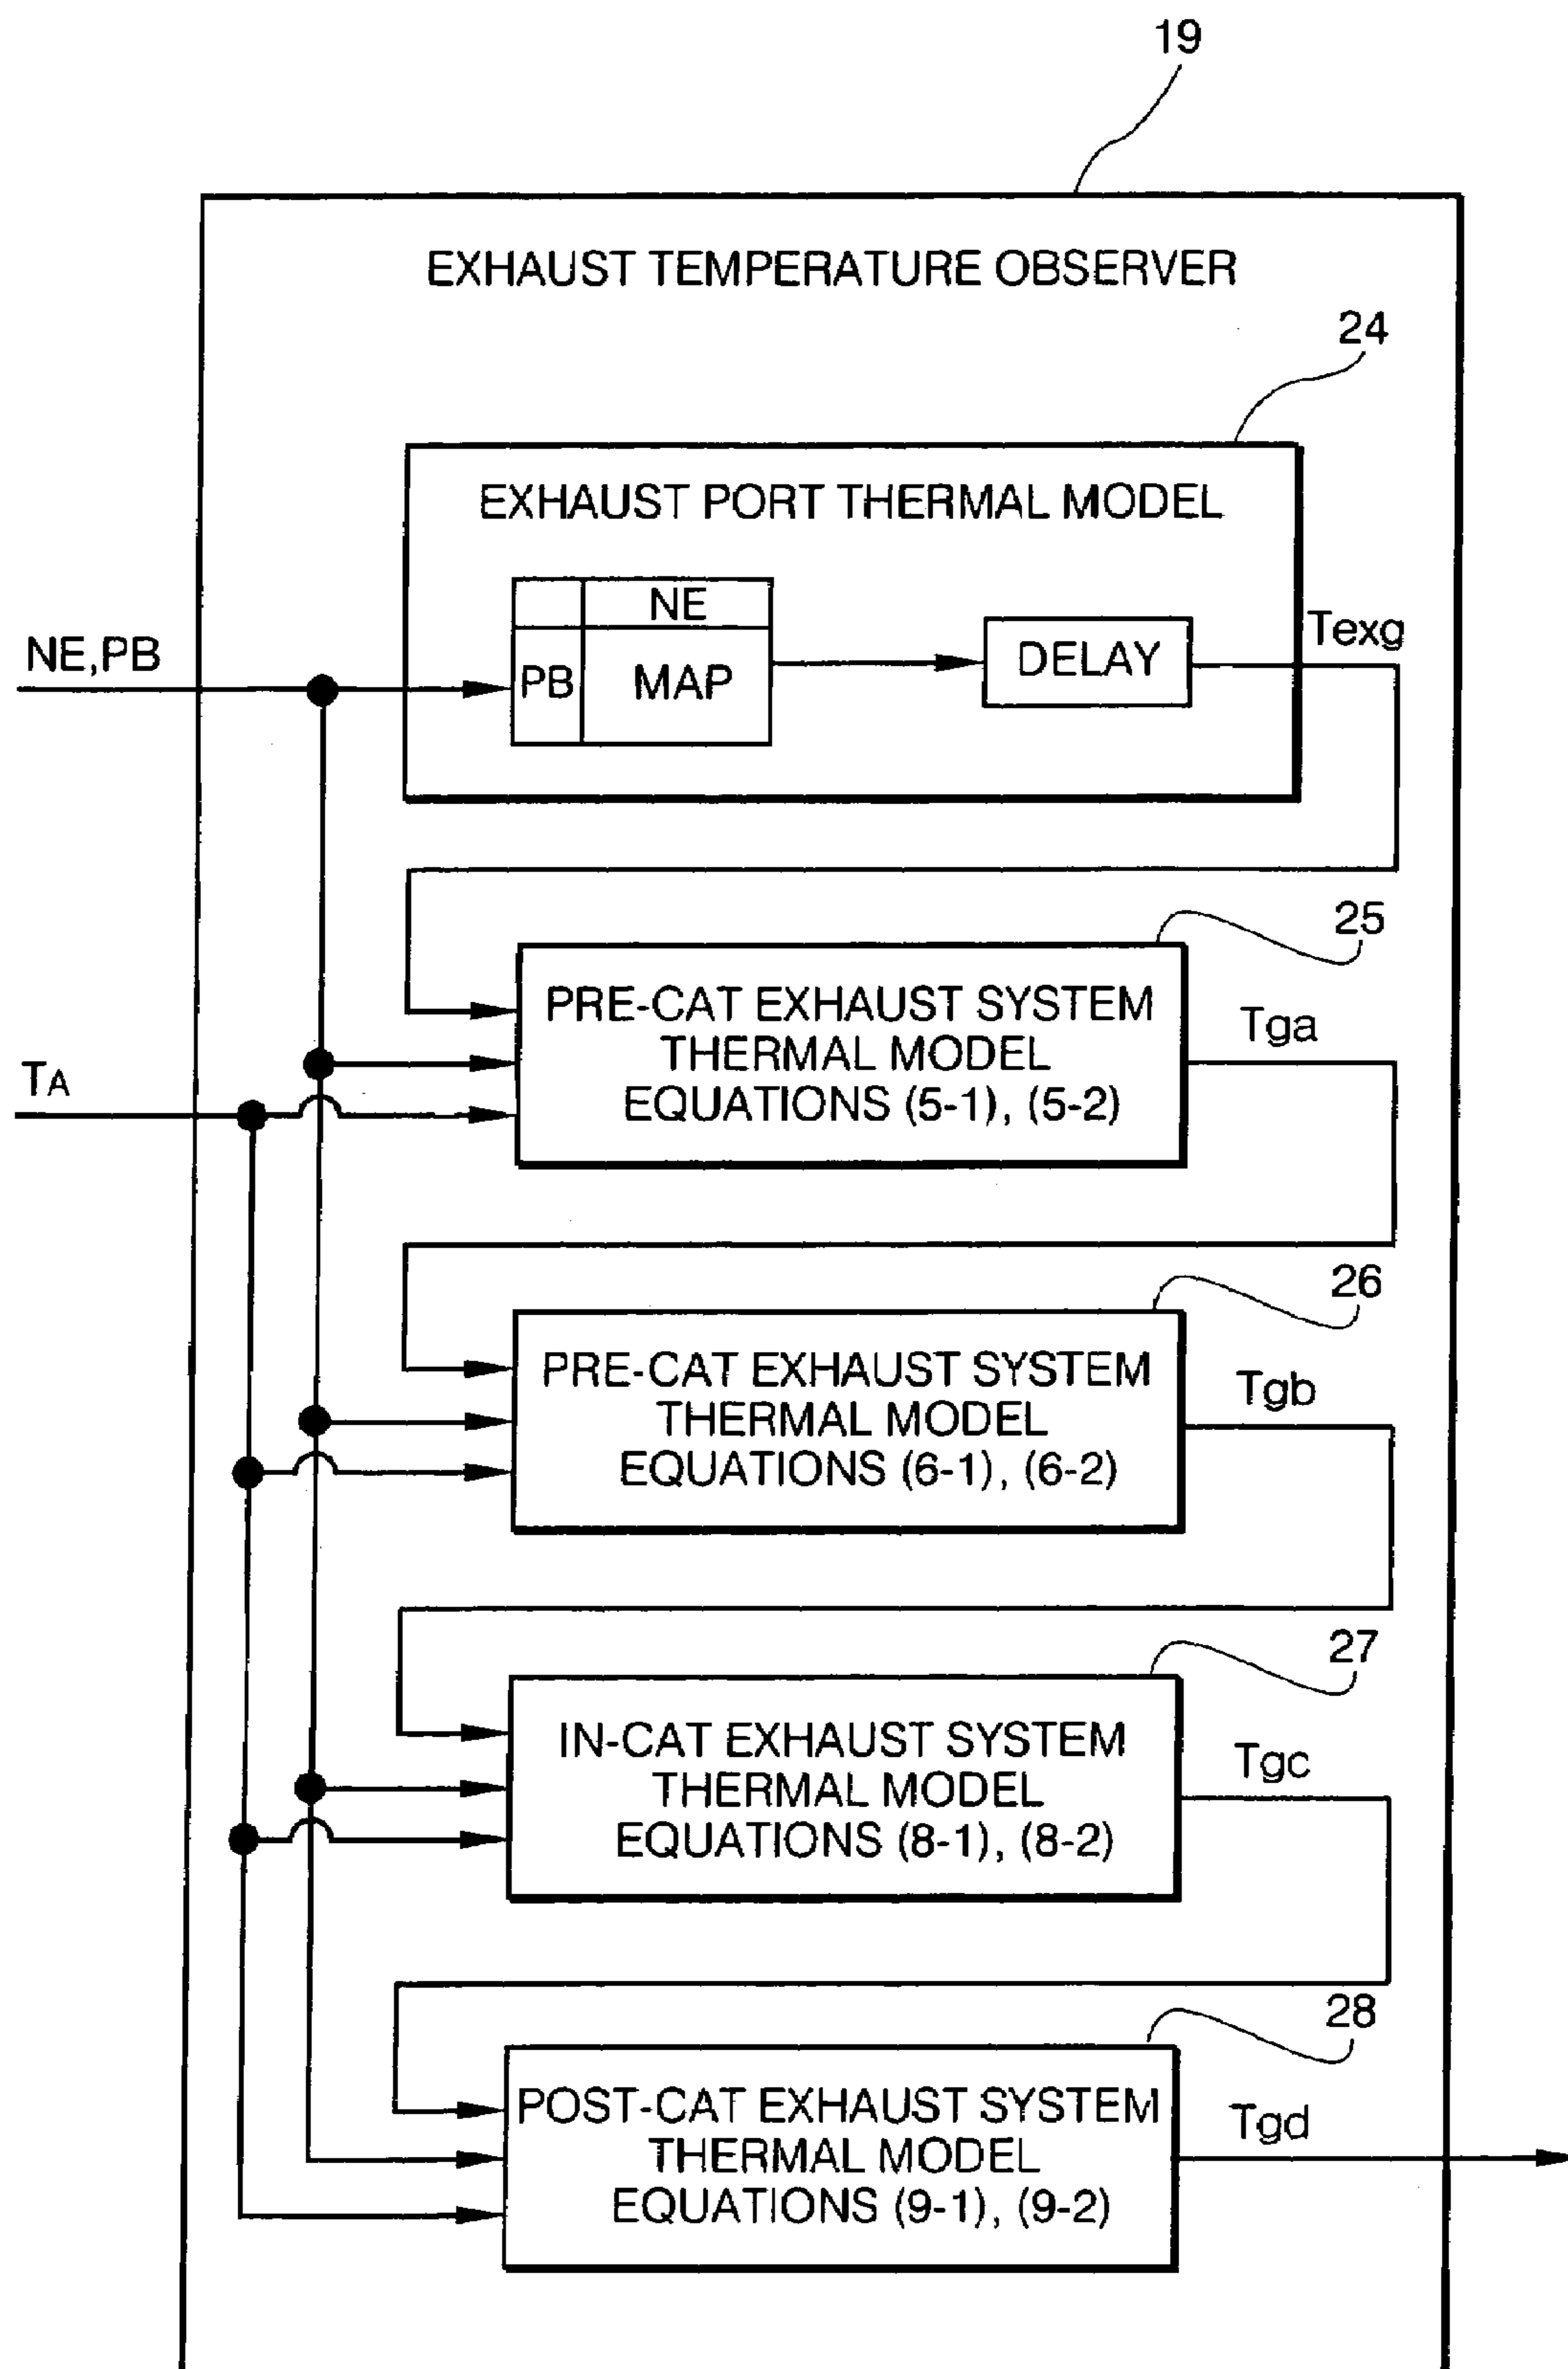 19
EXHAUST TEMPERATURE OBSERVER
24
EXHAUST PORT THERMAL MODEL
NE
NE,PB
PB
MAP
DELAY
Texg
25
PRE-CAT EXHAUST SYSTEM
THERMAL MODEL
EQUATIONS (5-1), (5-2)
Tga
TA
26
PRE-CAT EXHAUST SYSTEM
THERMAL MODEL
EQUATIONS (6-1), (6-2)
Tgb
27
IN-CAT EXHAUST SYSTEM
THERMAL MODEL
EQUATIONS (8-1), (8-2)
Tgc
28
POST-CAT EXHAUST SYSTEM
THERMAL MODEL
EQUATIONS (9-1), (9-2)
Tgd